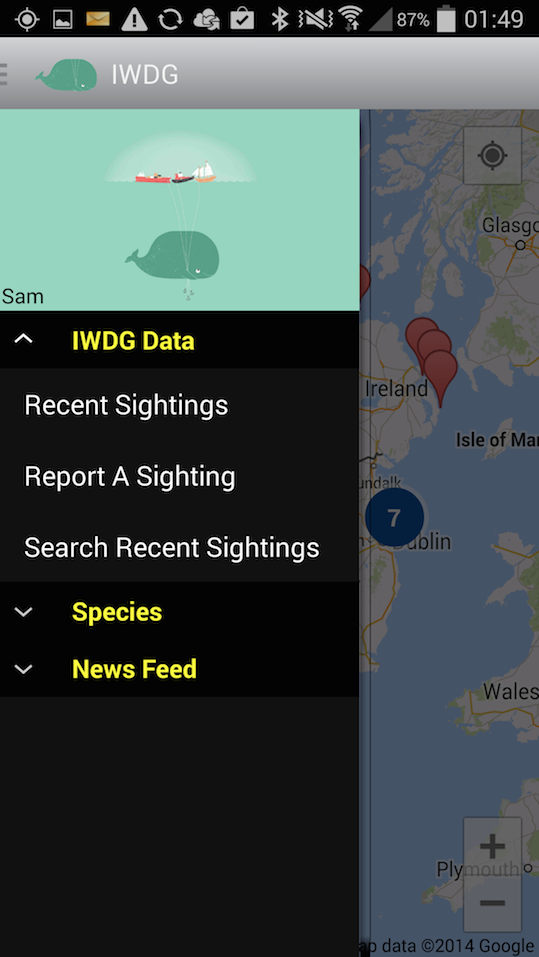 87% 01:49
IWDG
Sam
IWDG Data
Recent Sightings
Report A Sighting
Search Recent Sightings
Species
News Feed
Glasgo
Ireland
Isle of Mar
undalk
7
Dublin
Wales
Plymouth
+
−
ap data ©2014 Google